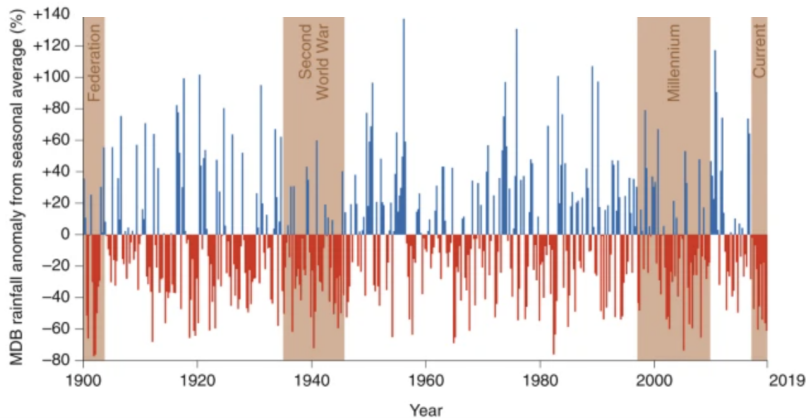 MDB rainfall anomaly from seasonal average (%)
+140
+120
+100
+80
+60
+40
+20
0
−20
−40
−60
−80
Federation
Second
World War
Millennium
Current
1900
1920
1940
1960
1980
2000
2019
Year